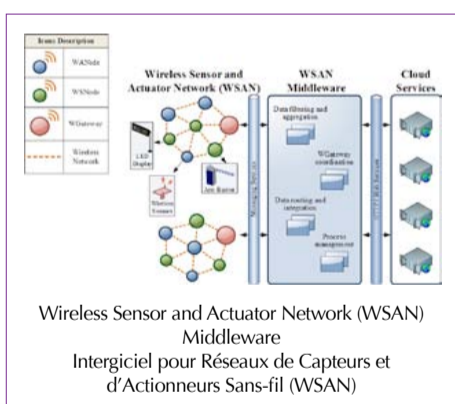 Icons Description
WANode
WSNode
WGateway
Wireless
Network
Wireless Sensor and
Actuator Network (WSAN)
WSAN
Middleware
Cloud
Services
LED
Display
Wireless
Sensors
Data filtering and
aggregation
WGateway
coordination
Data routing and
integration
Process
management
Wireless Sensor and Actuator Network (WSAN)
Middleware
Intergiciel pour Réseaux de Capteurs et
d'Actionneurs Sans-fil (WSAN)